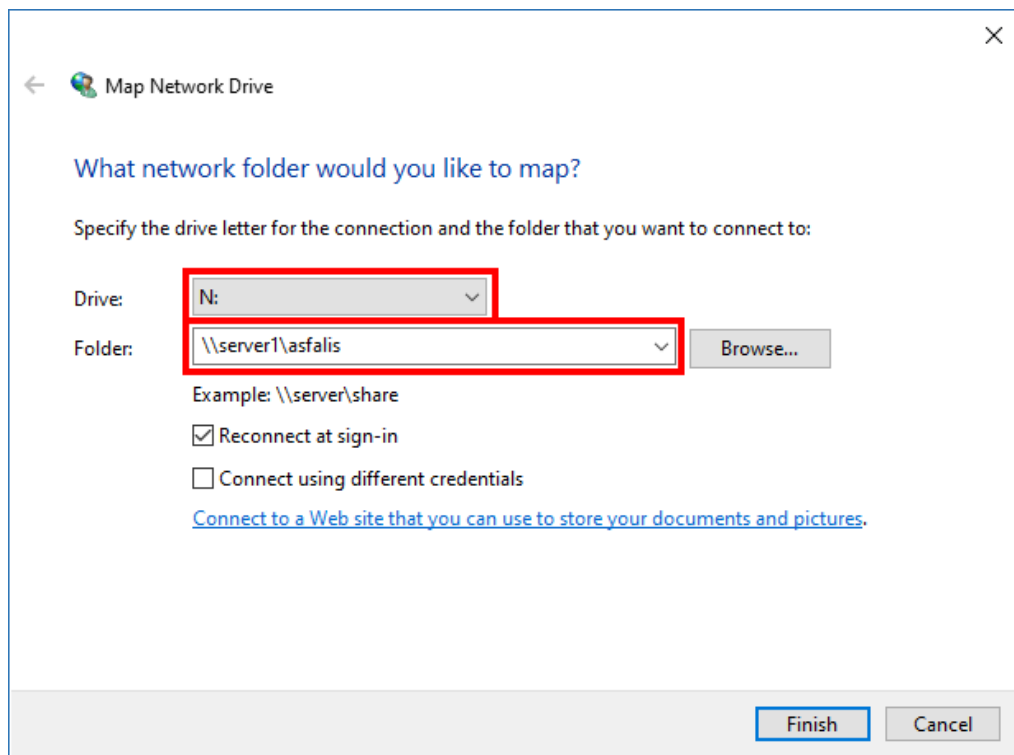 Map Network Drive
What network folder would you like to map?
Specify the drive letter for the connection and the folder that you want to connect to:
Drive: N:
Folder: \\server1\asfalis Browse...
Example: \\server\share
Reconnect at sign-in
Connect using different credentials
Connect to a Web site that you can use to store your documents and pictures.
Finish Cancel